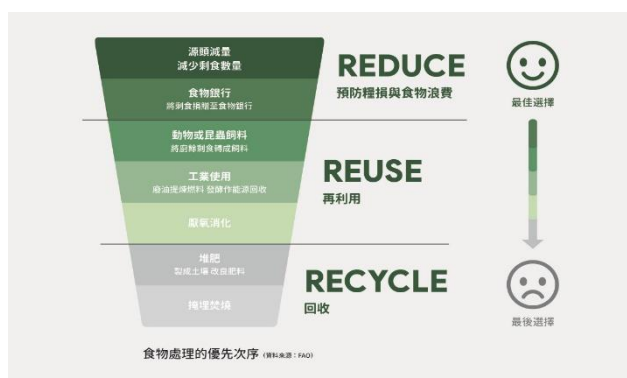 源頭減量
減少剩食數量
食物銀行
將剩食捐贈至食物銀行
REDUCE
預防糧損與食物浪費
最佳選擇
動物或昆蟲飼料
將廚餘剩食轉成飼料
工業使用
廢油提煉燃料 發酵作能源回收
厭氧消化
REUSE
再利用
堆肥
製成土壤 改良肥料
掩埋焚燒
RECYCLE
回收
最後選擇
食物處理的優先次序 (資料來源：FAO)